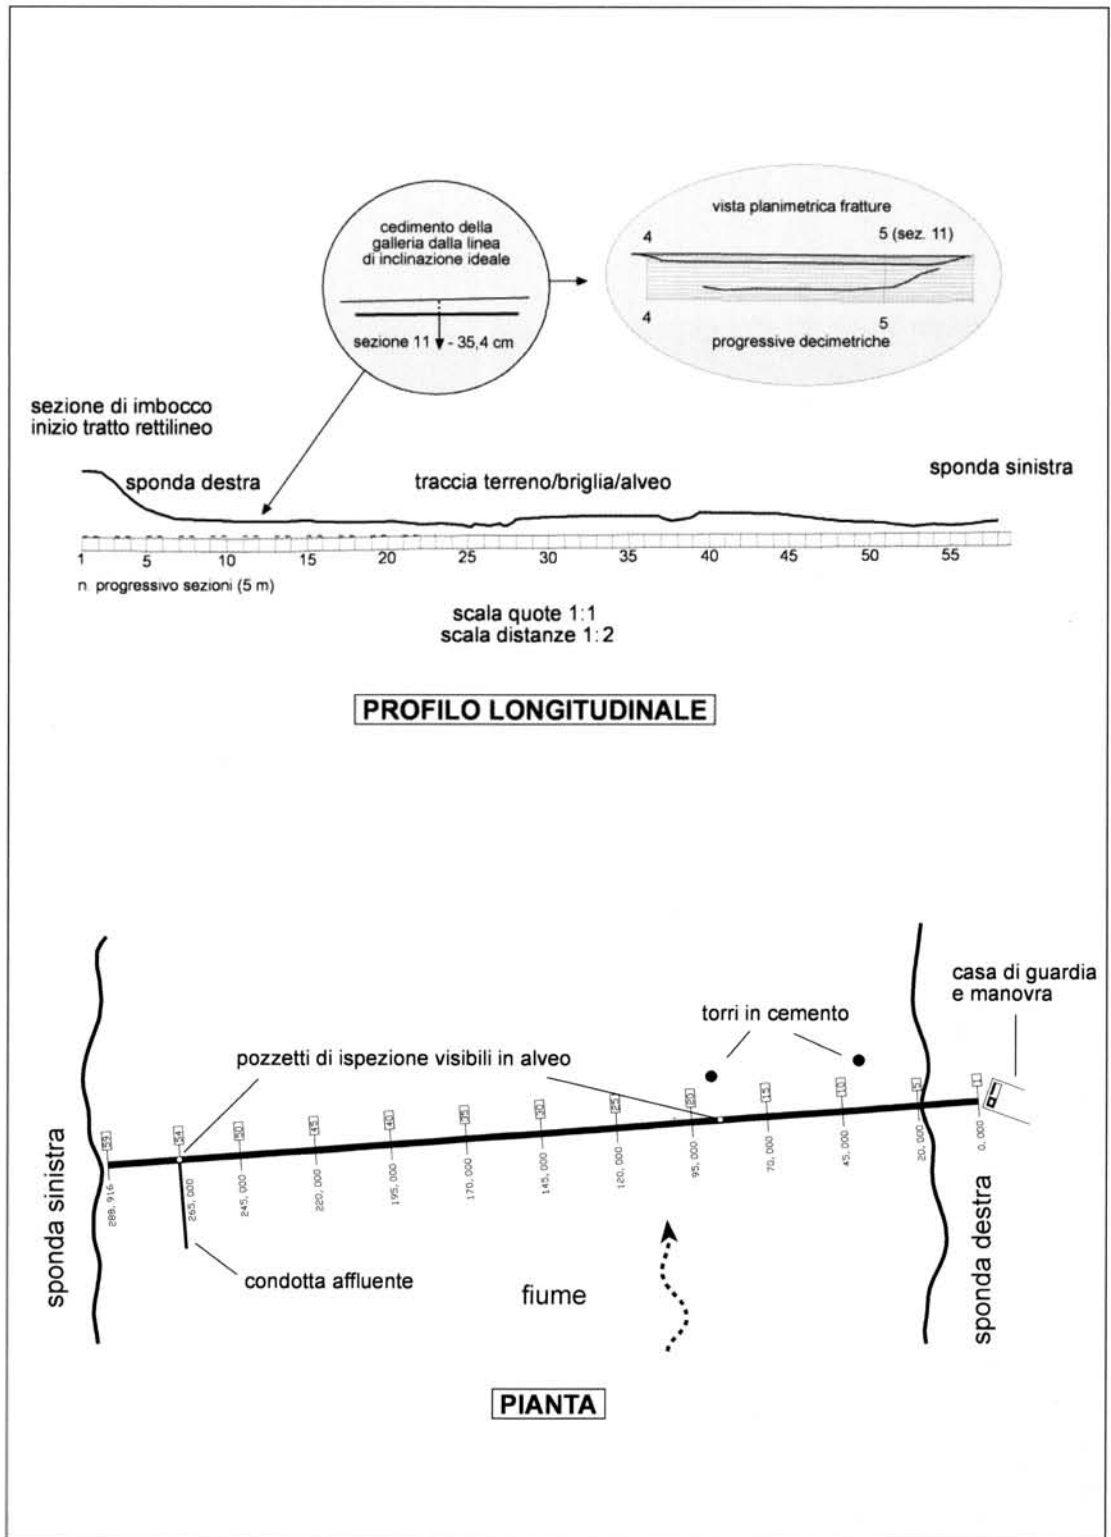 cedimento della
galleria dalla linea
di inclinazione ideale
sezione 11 - 35,4 cm
vista planimetrica fratture
4 5 (sez. 11)
4 5
progressive decimetriche
sezione di imbocco
inizio tratto rettilineo
sponda destra
traccia terreno/briglia/alveo
sponda sinistra
1 5 10 15 20 25 30 35 40 45 50 55
n. progressivo sezioni (5 m)
scala quote 1:1
scala distanze 1:2
PROFILO LONGITUDINALE
casa di guardia
e manovra
torri in cemento
pozzetti di ispezione visibili in alveo
59 54 50 45 40 35 30 25 20 15 10 5 1
288,916 265,000 245,000 220,000 195,000 170,000 145,000 120,000 95,000 70,000 45,000 20,000 0,000
sponda sinistra
condotta affluente
fiume
sponda destra
PIANTA